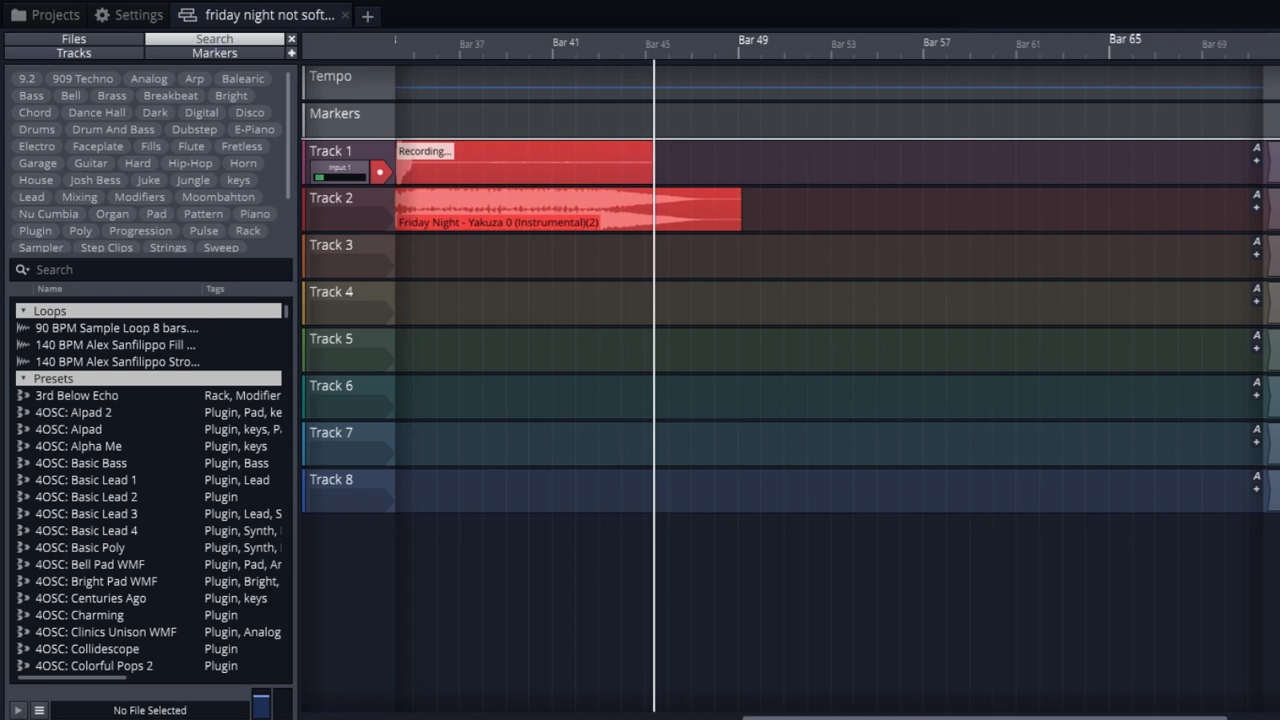 Projects Settings friday night not soft...
Files Search
Tracks Markers
Bar 37 Bar 41 Bar 45 Bar 49 Bar 53 Bar 57 Bar 61 Bar 65 Bar 69
9.2 909 Techno Analog Arp Balearic
Bass Bell Brass Breakbeat Bright
Chord Dance Hall Dark Digital Disco
Drums Drum And Bass Dubstep E-Piano
Electro Faceplate Fills Flute Fretless
Garage Guitar Hard Hip-Hop Horn
House Josh Bess Juke Jungle keys
Lead Mixing Modifiers Moombahton
Nu Cumbia Organ Pad Pattern Piano
Plugin Poly Progression Pulse Rack
Sampler Step Clips Strings Sweep
Search
Name Tags
Loops
90 BPM Sample Loop 8 bars....
140 BPM Alex Sanfilippo Fill ...
140 BPM Alex Sanfilippo Stro...
Presets
3rd Below Echo Rack, Modifier
4OSC: AIpad 2 Plugin, Pad, ke
4OSC: AIpad Plugin, keys, P
4OSC: Alpha Me Plugin, keys
4OSC: Basic Bass Plugin, Bass
4OSC: Basic Lead 1 Plugin, Lead
4OSC: Basic Lead 2 Plugin
4OSC: Basic Lead 3 Plugin, Lead, S
4OSC: Basic Lead 4 Plugin, Synth,
4OSC: Basic Poly Plugin, Synth,
4OSC: Bell Pad WMF Plugin, Pad, Ar
4OSC: Bright Pad WMF Plugin, Bright,
4OSC: Centuries Ago Plugin, keys
4OSC: Charming Plugin
4OSC: Clinics Unison WMF Plugin, Analog
4OSC: Collidescope Plugin
4OSC: Colorful Pops 2 Plugin
No File Selected
Tempo
Markers
Track 1 Recording... A
Input 1
Track 2 A
Friday Night - Yakuza 0 (Instrumental)(2)
Track 3 A
Track 4 A
Track 5 A
Track 6 A
Track 7 A
Track 8 A